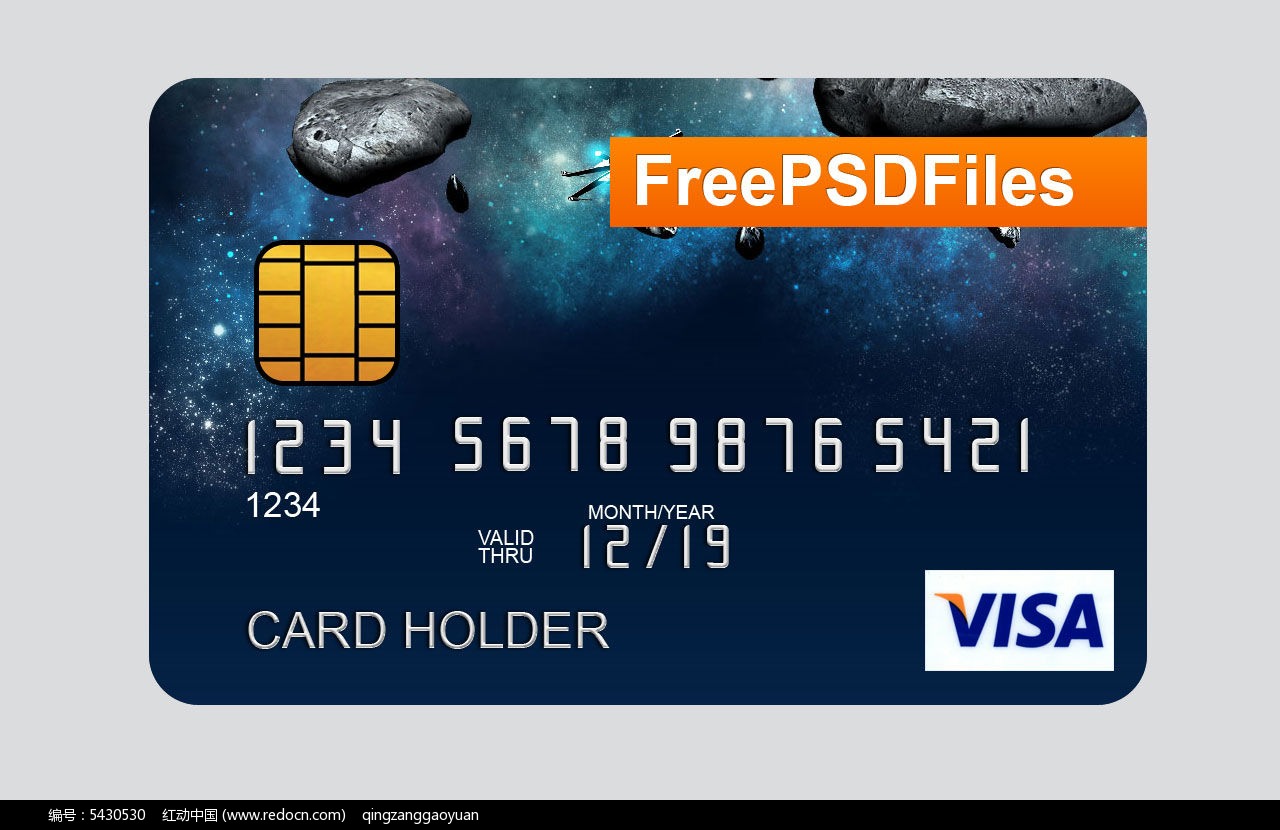 FreePSDFiles
1234 5678 9876 5421
1234
MONTH/YEAR
VALID
THRU
12/19
CARD HOLDER
VISA
编号：5430530 红动中国 (www.redocn.com) qingzanggaoyuan